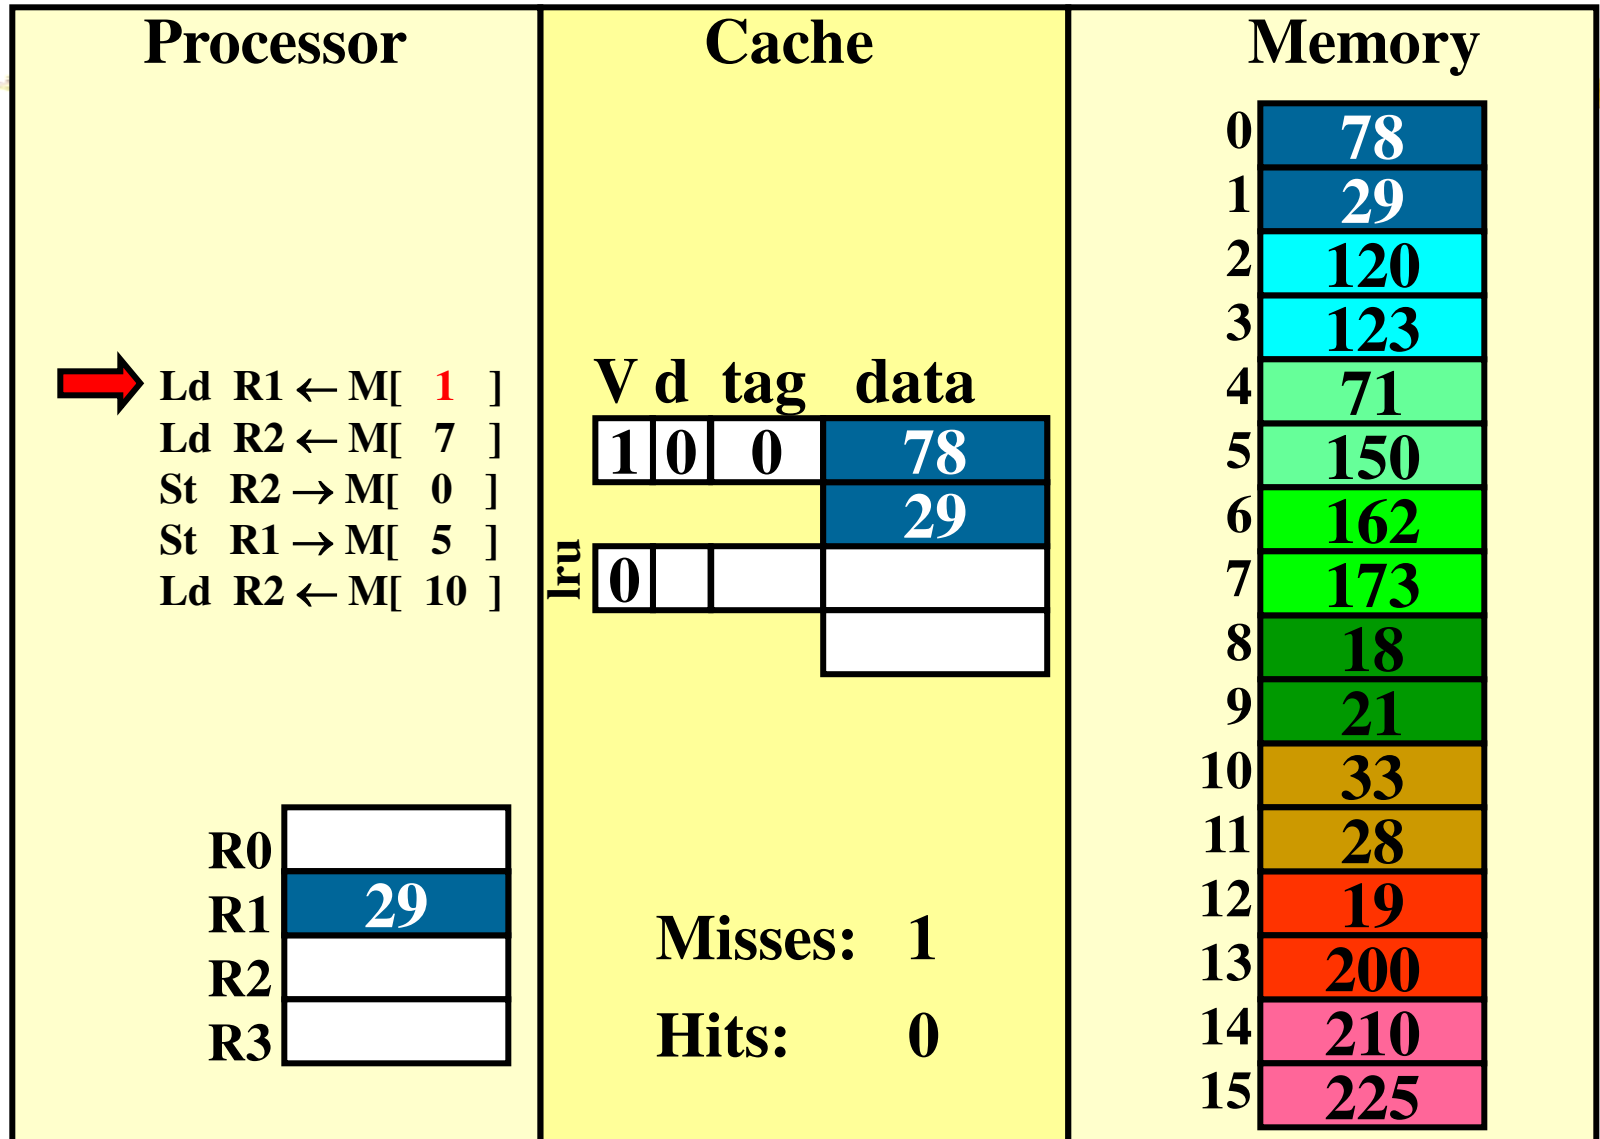 Processor
Ld R1 ← M[ 1 ]
Ld R2 ← M[ 7 ]
St R2 → M[ 0 ]
St R1 → M[ 5 ]
Ld R2 ← M[ 10 ]
R0
R1 29
R2
R3
Cache
V d tag data
1 0 0 78
29
lru 0
Misses: 1
Hits: 0
Memory
0 78
1 29
2 120
3 123
4 71
5 150
6 162
7 173
8 18
9 21
10 33
11 28
12 19
13 200
14 210
15 225